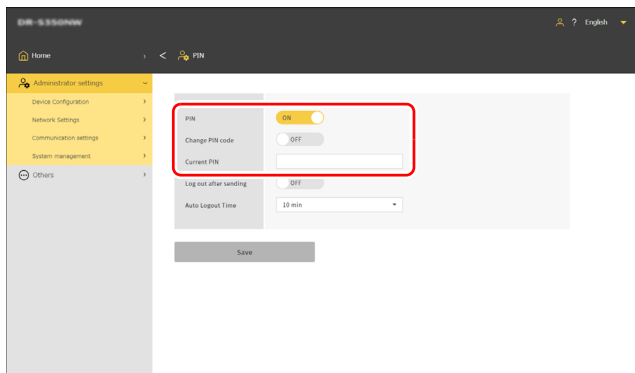 DR-S350NW
? English
Home
< PIN
Administrator settings
Device Configuration
Network Settings
Communication settings
System management
Others
PIN ON
Change PIN code OFF
Current PIN
Log out after sending OFF
Auto Logout Time 10 min
Save